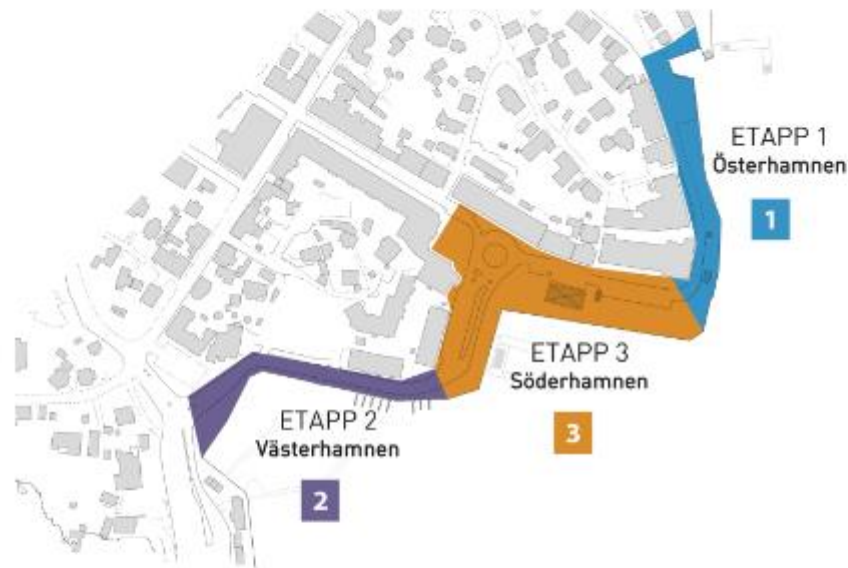 ETAPP 1
Österhamnen
1
ETAPP 3
Söderhamnen
3
ETAPP 2
Västerhamnen
2